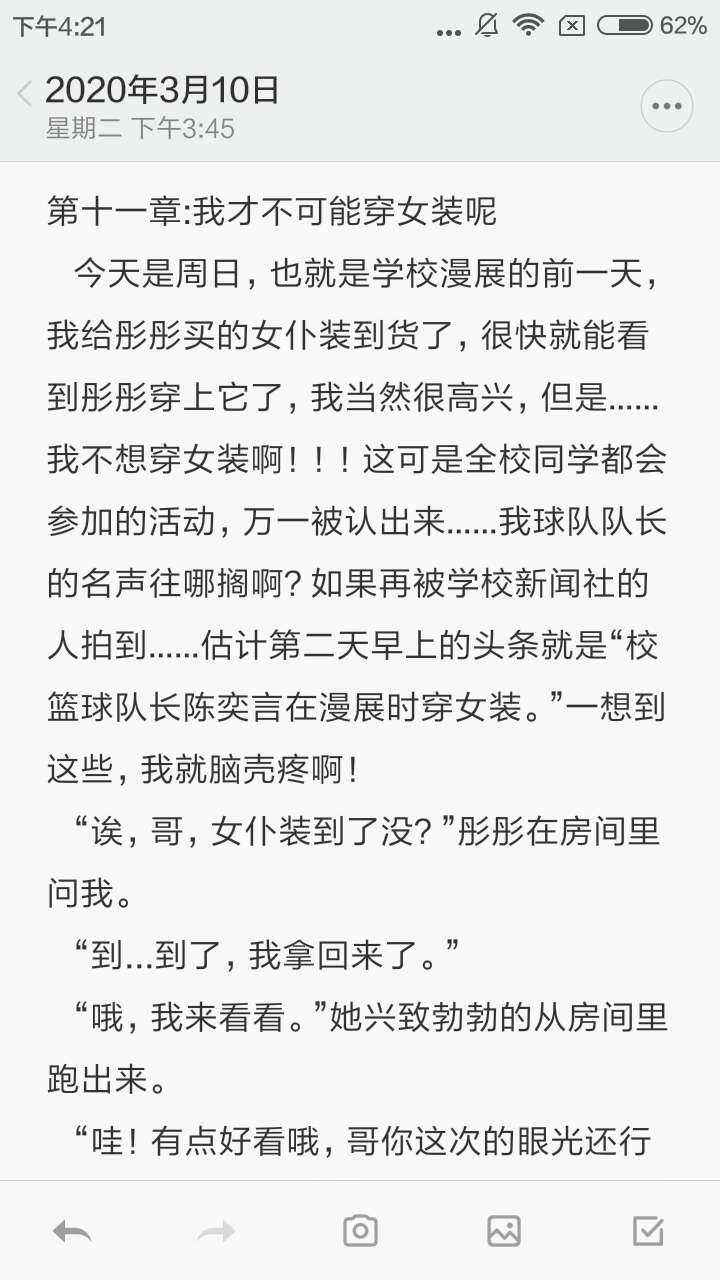 下午4:21
... 62%
2020年3月10日
星期二 下午3:45
第十一章:我才不可能穿女装呢
今天是周日，也就是学校漫展的前一天，
我给彤彤买的女仆装到货了，很快就能看
到彤彤穿上它了，我当然很高兴，但是......
我不想穿女装啊！！！这可是全校同学都会
参加的活动，万一被认出来......我球队队长
的名声往哪搁啊？如果再被学校新闻社的
人拍到......估计第二天早上的头条就是“校
篮球队长陈奕言在漫展时穿女装。”一想到
这些，我就脑壳疼啊！
“诶，哥，女仆装到了没？”彤彤在房间里
问我。
“到...到了，我拿回来了。”
“哦，我来看看。”她兴致勃勃的从房间里
跑出来。
“哇！有点好看哦，哥你这次的眼光还行